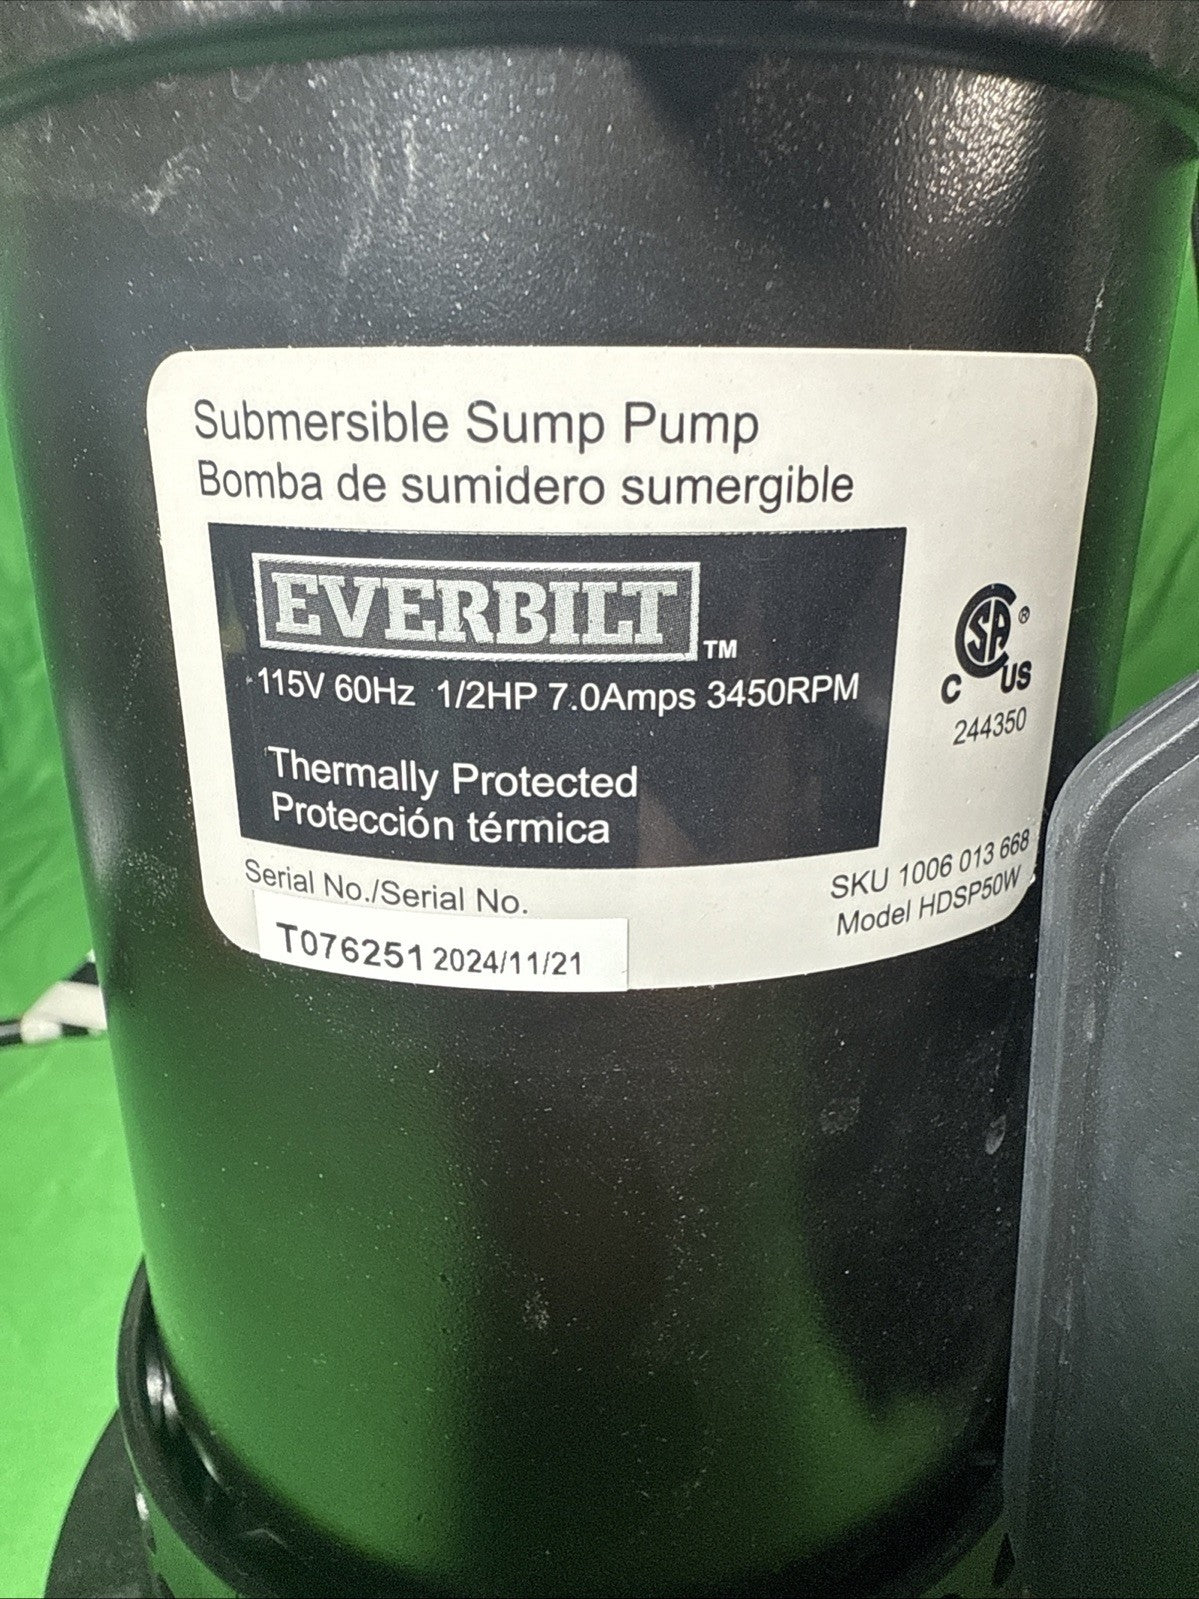 Submersible Sump Pump
Bomba de sumidero sumergible
EVERBILT TM
115V 60Hz 1/2HP 7.0Amps 3450RPM
Thermally Protected
Protección térmica
SA ®
C US
244350
Serial No./Serial No.
T076251 2024/11/21
SKU 1006 013 668
Model HDSP50W